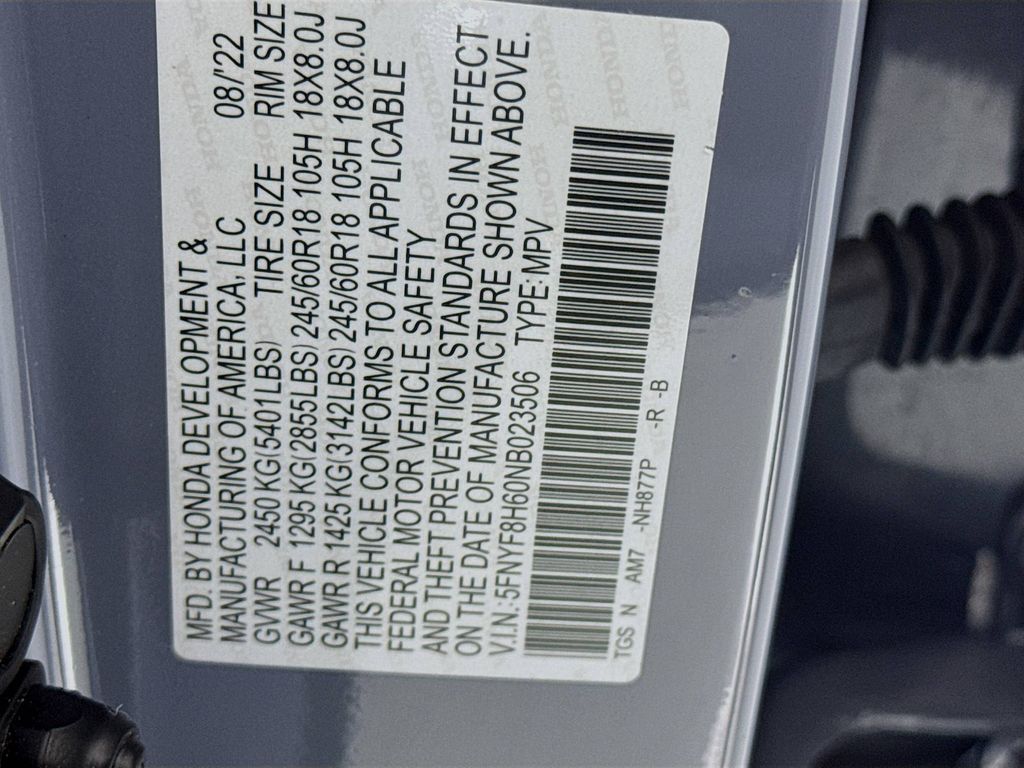 MFD. BY HONDA DEVELOPMENT &
MANUFACTURING OF AMERICA, LLC 08/'22
GVWR 2450 KG(5401LBS) TIRE SIZE RIM SIZE
GAWR F 1295 KG(2855LBS) 245/60R18 105H 18X8.0J
GAWR R 1425 KG(3142LBS) 245/60R18 105H 18X8.0J
THIS VEHICLE CONFORMS TO ALL APPLICABLE
FEDERAL MOTOR VEHICLE SAFETY
AND THEFT PREVENTION STANDARDS IN EFFECT
ON THE DATE OF MANUFACTURE SHOWN ABOVE.
V.I.N.:5FNYF8H60NB023506 TYPE:MPV
TGS N AM7 -NH877P -R -B